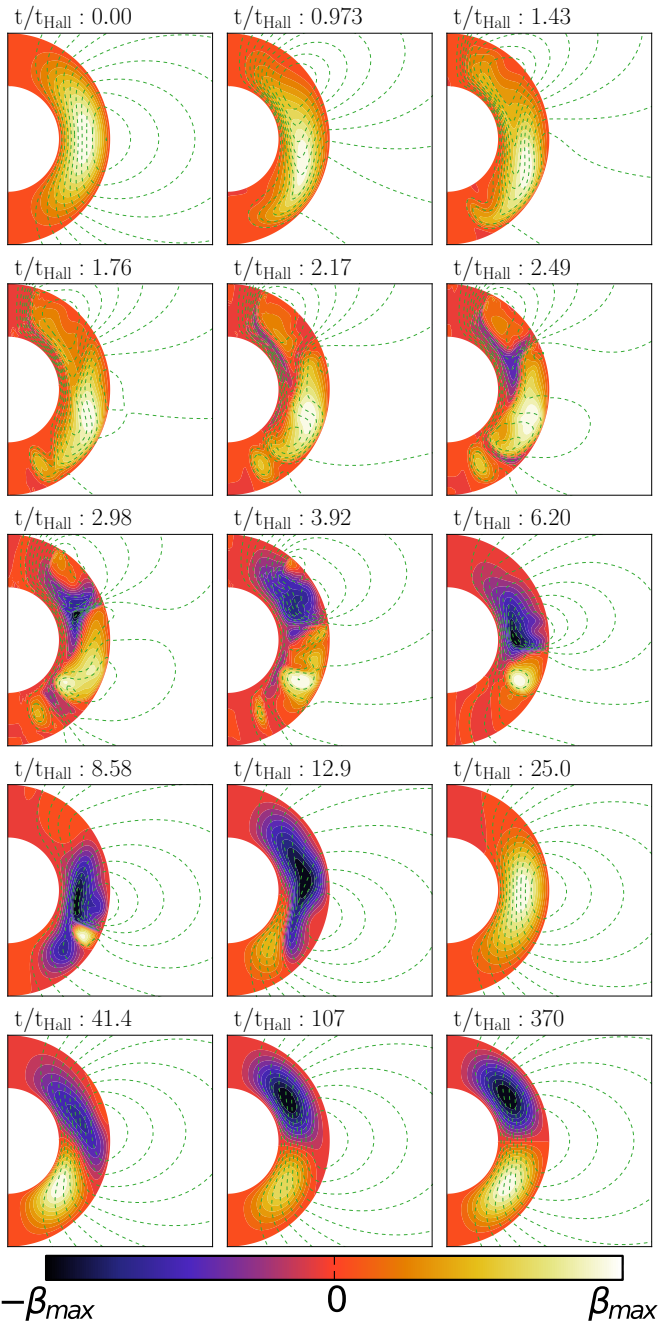 t/t_Hall : 0.00 t/t_Hall : 0.973 t/t_Hall : 1.43
t/t_Hall : 1.76 t/t_Hall : 2.17 t/t_Hall : 2.49
t/t_Hall : 2.98 t/t_Hall : 3.92 t/t_Hall : 6.20
t/t_Hall : 8.58 t/t_Hall : 12.9 t/t_Hall : 25.0
t/t_Hall : 41.4 t/t_Hall : 107 t/t_Hall : 370
−β_max 0 β_max